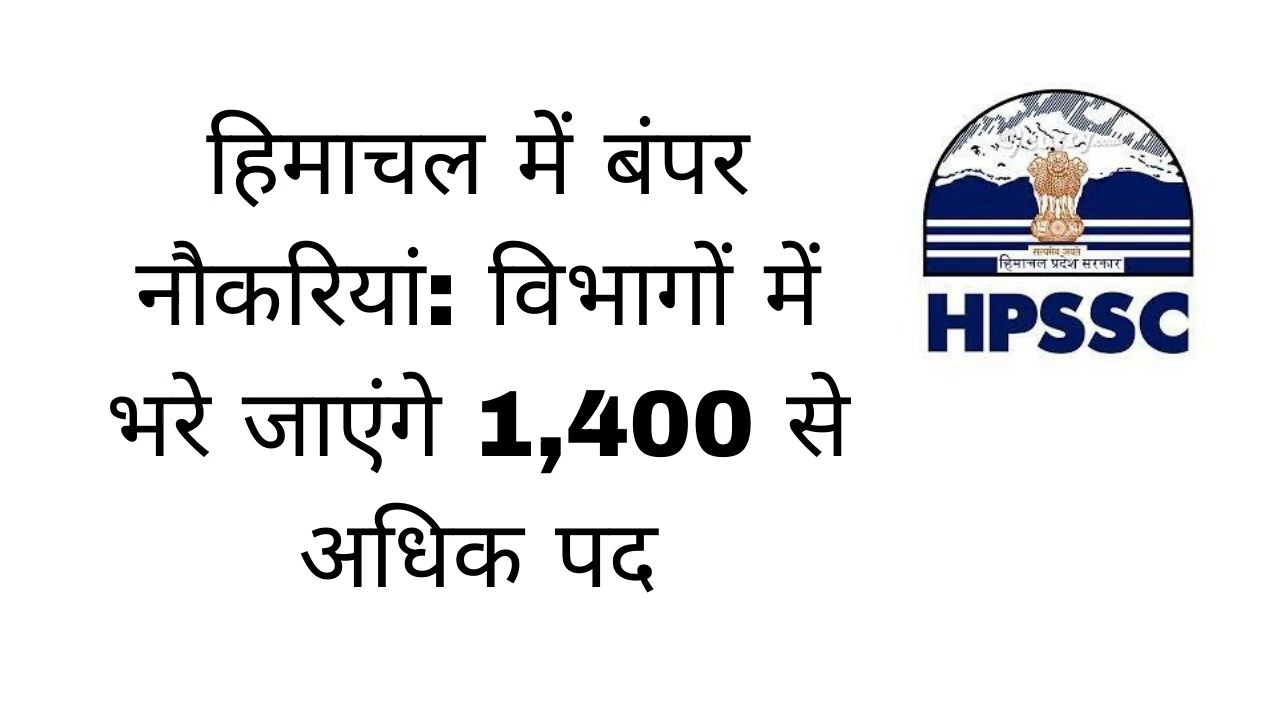 हिमाचल में बंपर
नौकरियां: विभागों में
भरे जाएंगे 1,400 से
अधिक पद
सत्यमेव जयते
हिमाचल प्रदेश सरकार
HPSSC